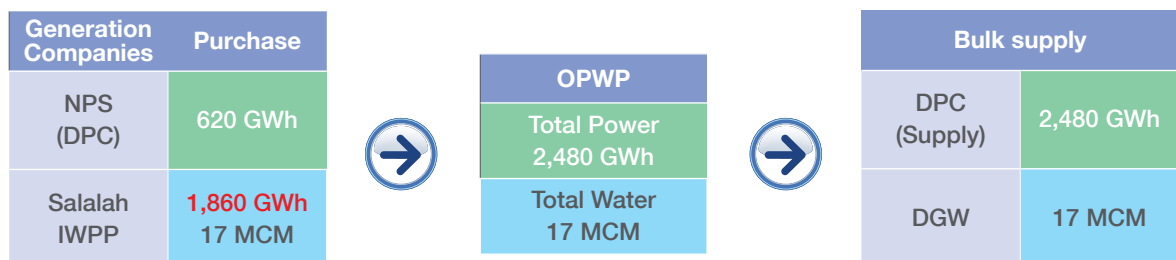 Generation
Companies
Purchase
NPS
(DPC)
620 GWh
Salalah
IWPP
1,860 GWh
17 MCM
OPWP
Total Power
2,480 GWh
Total Water
17 MCM
Bulk supply
DPC
(Supply)
2,480 GWh
DGW
17 MCM